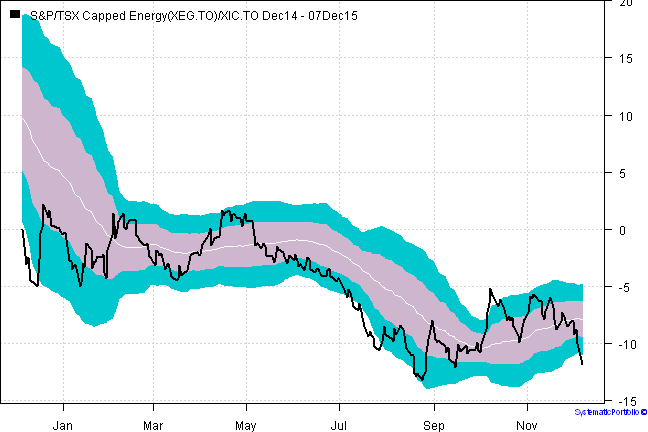 S&P/TSX Capped Energy(XEG.TO)/XIC.TO Dec14 - 07Dec15
20
15
10
5
0
-5
-10
-15
Jan Mar May Jul Sep Nov
SystematicPortfolio ©